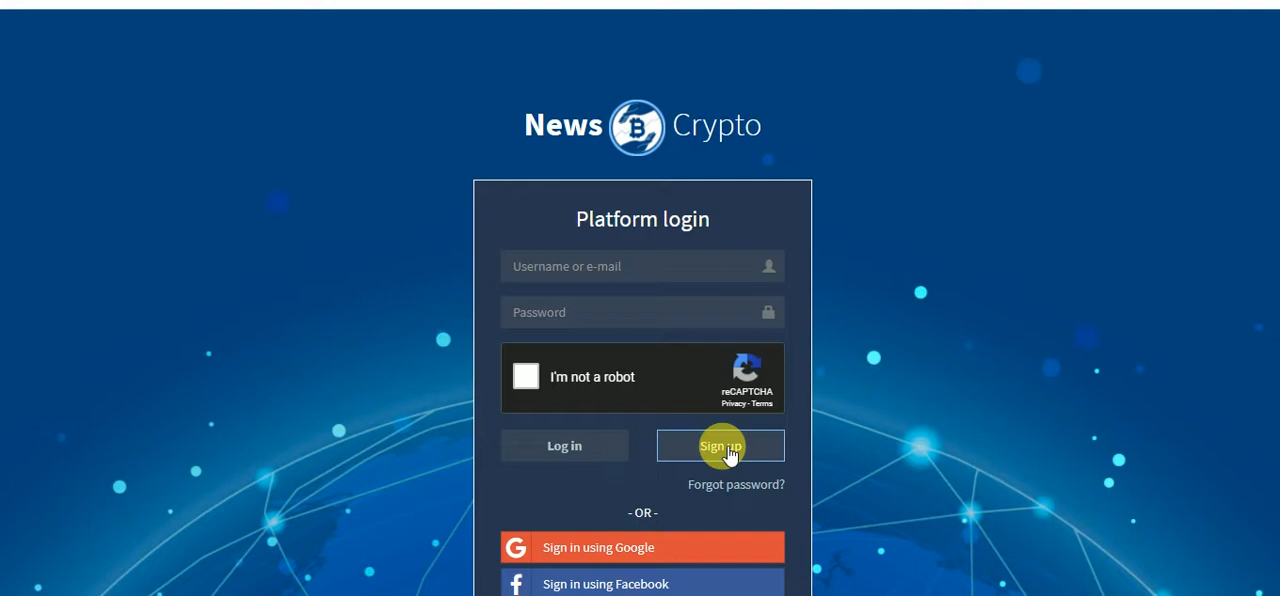 News Crypto
Platform login
Username or e-mail
Password
I'm not a robot
reCAPTCHA
Privacy - Terms
Log in
Sign up
Forgot password?
- OR -
Sign in using Google
Sign in using Facebook